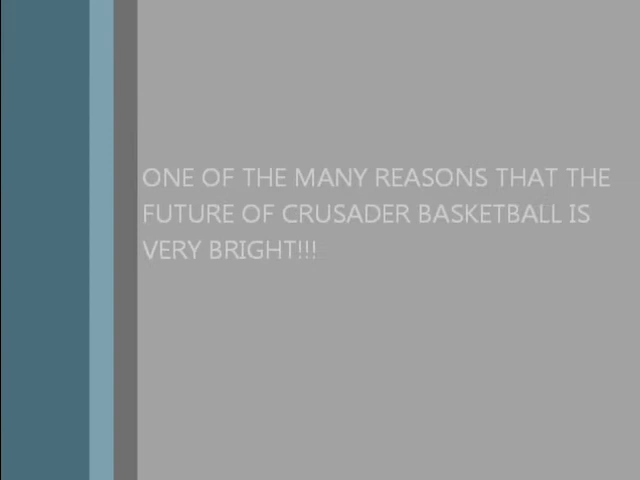 ONE OF THE MANY REASONS THAT THE
FUTURE OF CRUSADER BASKETBALL IS
VERY BRIGHT!!!